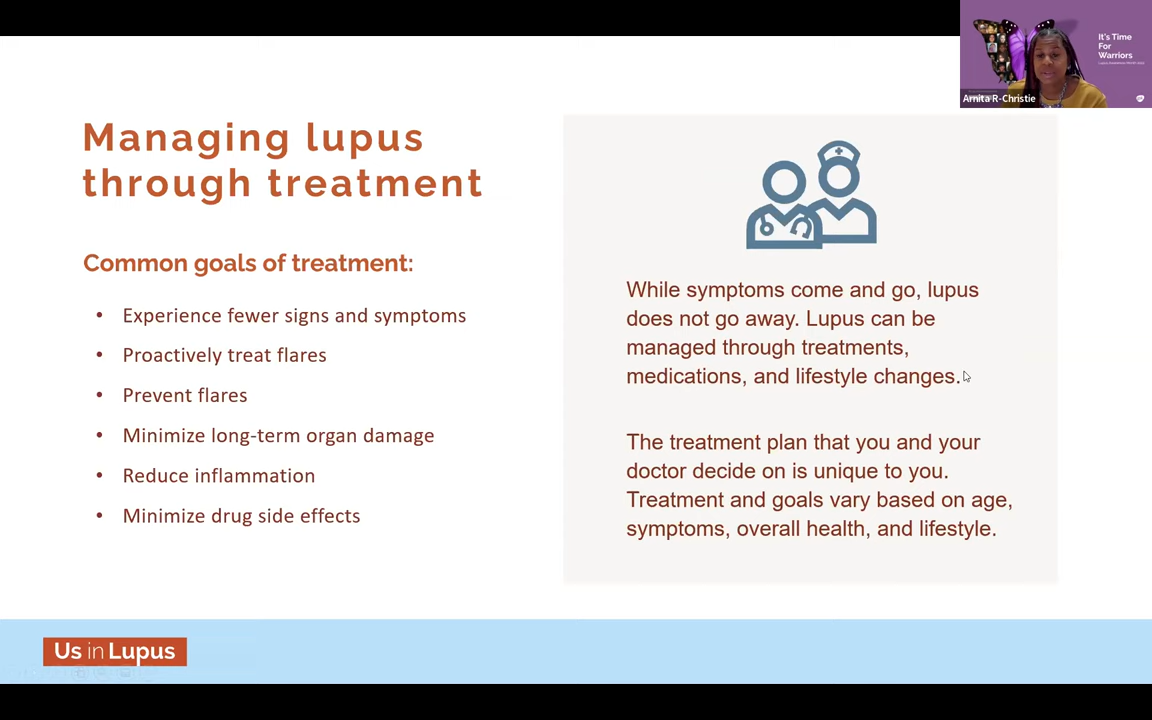 Managing lupus
through treatment
Common goals of treatment:
• Experience fewer signs and symptoms
• Proactively treat flares
• Prevent flares
• Minimize long-term organ damage
• Reduce inflammation
• Minimize drug side effects
While symptoms come and go, lupus
does not go away. Lupus can be
managed through treatments,
medications, and lifestyle changes.
The treatment plan that you and your
doctor decide on is unique to you.
Treatment and goals vary based on age,
symptoms, overall health, and lifestyle.
Us in Lupus
It's Time
For
Warriors
Arnita R-Christie